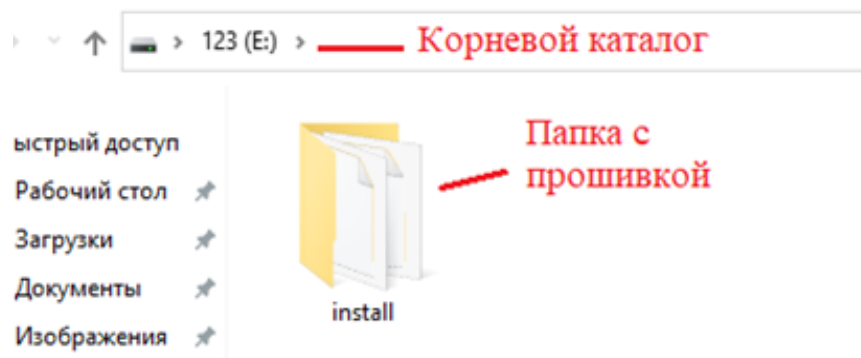 123 (E:)
Корневой каталог
ыстрый доступ
Рабочий стол
Загрузки
Документы
Изображения
Папка с
прошивкой
install